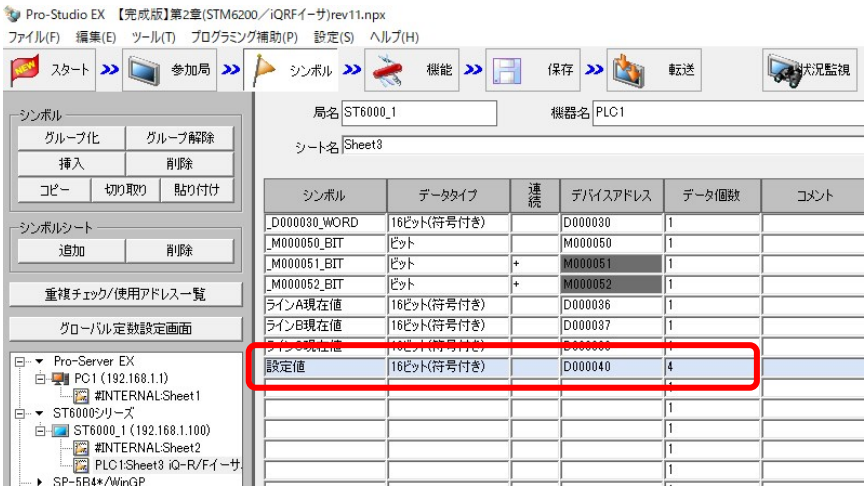 Pro-Studio EX 【完成版】第2章(STM6200／iQRFイーサ)rev11.npx
ファイル(F) 編集(E) ツール(T) プログラミング補助(P) 設定(S) ヘルプ(H)
NEW スタート 参加局 シンボル 機能 保存 転送 状況監視
シンボル
グループ化 グループ解除
挿入 削除
コピー 切り取り 貼り付け
シンボルシート
追加 削除
重複チェック/使用アドレス一覧
グローバル定数設定画面
Pro-Server EX
PC1 (192.168.1.1)
#INTERNAL:Sheet1
ST6000シリーズ
ST6000_1 (192.168.1.100)
#INTERNAL:Sheet2
PLC1:Sheet3 iQ-R/Fイーサ
SP-5B4*/WinGP
局名 ST6000_1 機器名 PLC1
シート名 Sheet3
シンボル データタイプ 連続 デバイスアドレス データ個数 コメント
_D000030_WORD 16ビット(符号付き) D000030 1
_M000050_BIT ビット M000050 1
_M000051_BIT ビット + M000051 1
_M000052_BIT ビット + M000052 1
ラインA現在値 16ビット(符号付き) D000036 1
ラインB現在値 16ビット(符号付き) D000037 1
設定値 16ビット(符号付き) D000040 4
1
1
1
1
1
1